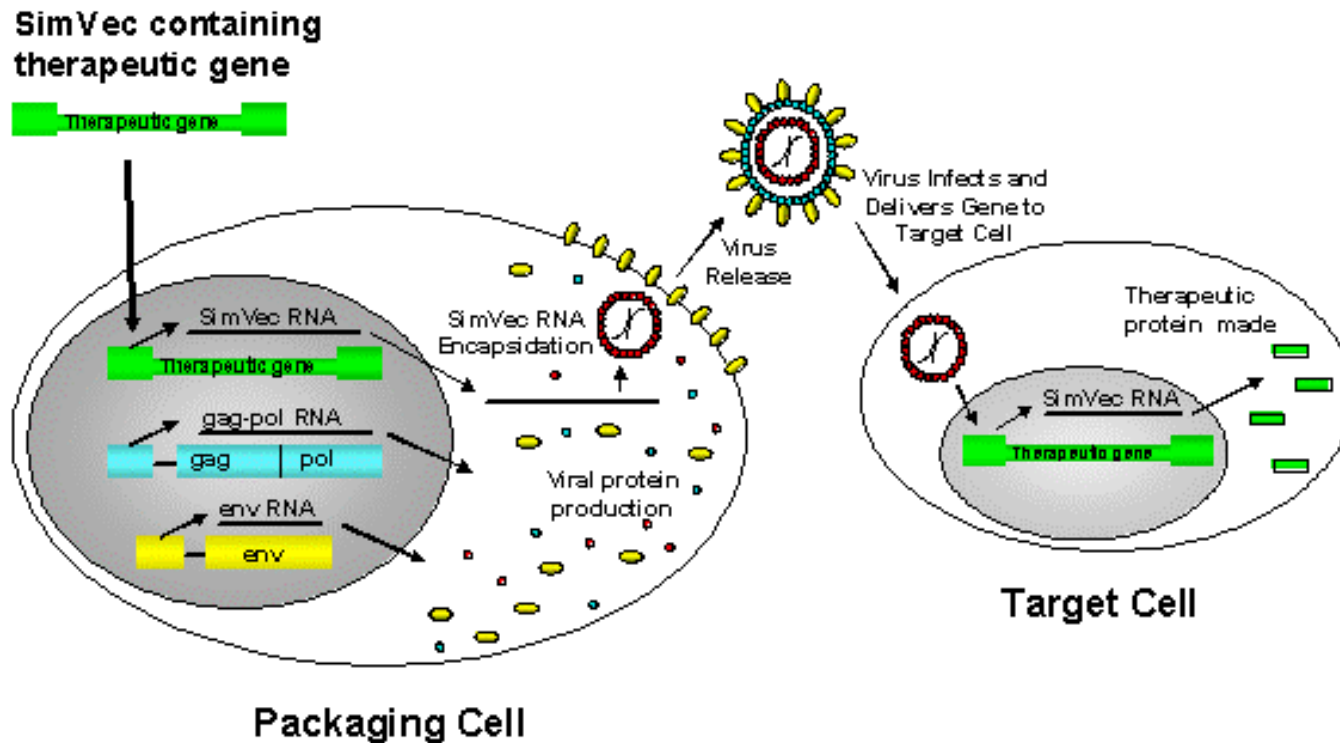 SimVec containing
therapeutic gene
Therapeutic gene
SimVec RNA
Therapeutic gene
gag-pol RNA
gag
pol
env RNA
env
SimVec RNA
Encapsidation
Viral protein
production
Virus
Release
Virus Infects and
Delivers Gene to
Target Cell
Therapeutic
protein made
SimVec RNA
Therapeutic gene
Target Cell
Packaging Cell